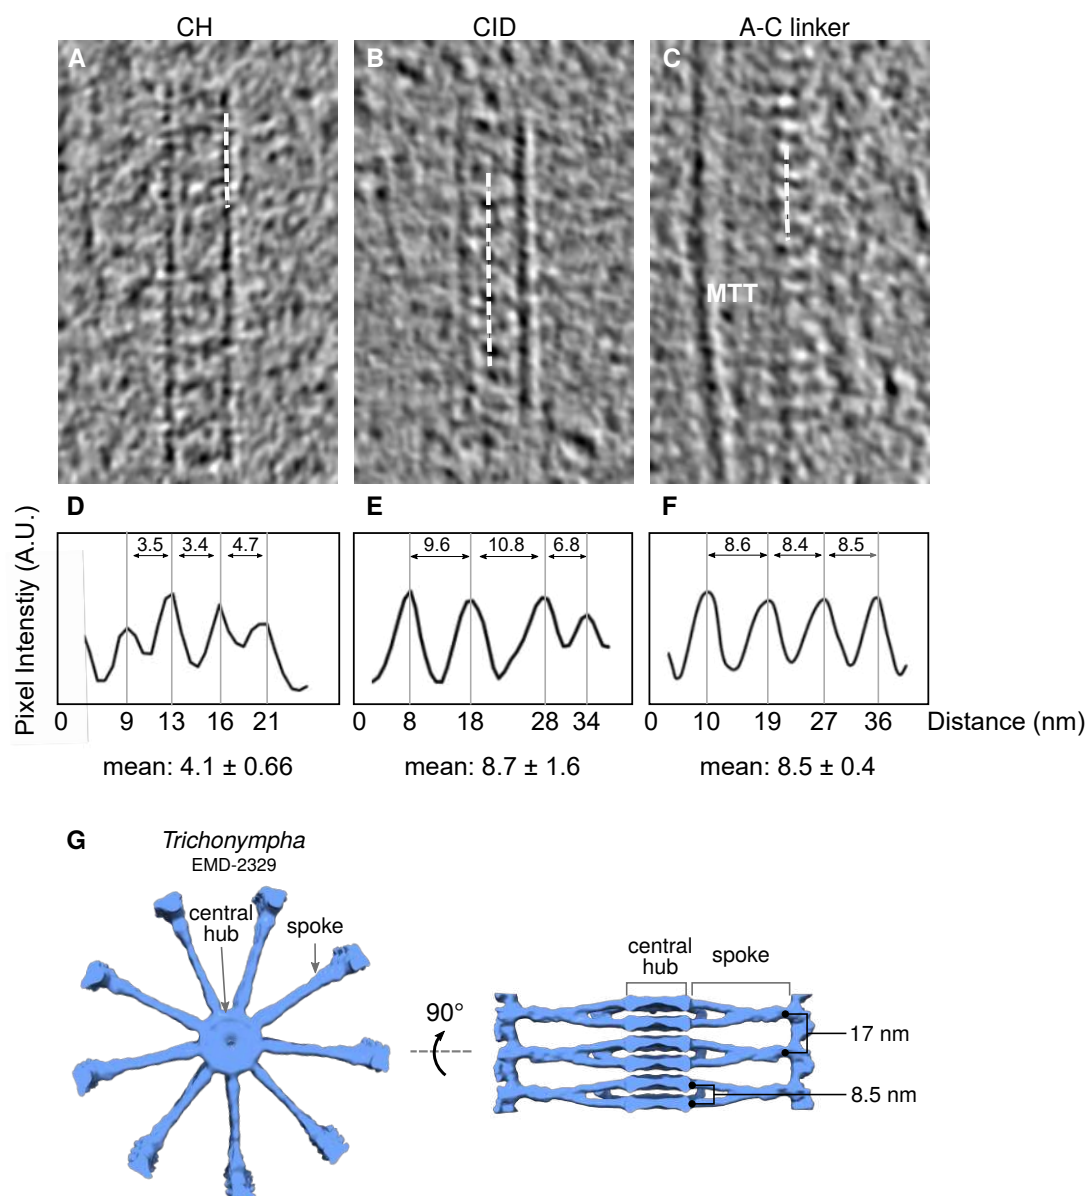 CH
CID
A-C linker
A
B
C
MTT
D
E
F
Pixel Intenstiy (A.U.)
3.5 3.4 4.7
9.6 10.8 6.8
8.6 8.4 8.5
0 9 13 16 21
0 8 18 28 34
0 10 19 27 36
Distance (nm)
mean: 4.1 ± 0.66
mean: 8.7 ± 1.6
mean: 8.5 ± 0.4
G
Trichonympha
EMD-2329
central
hub
spoke
90°
central
hub
spoke
17 nm
8.5 nm